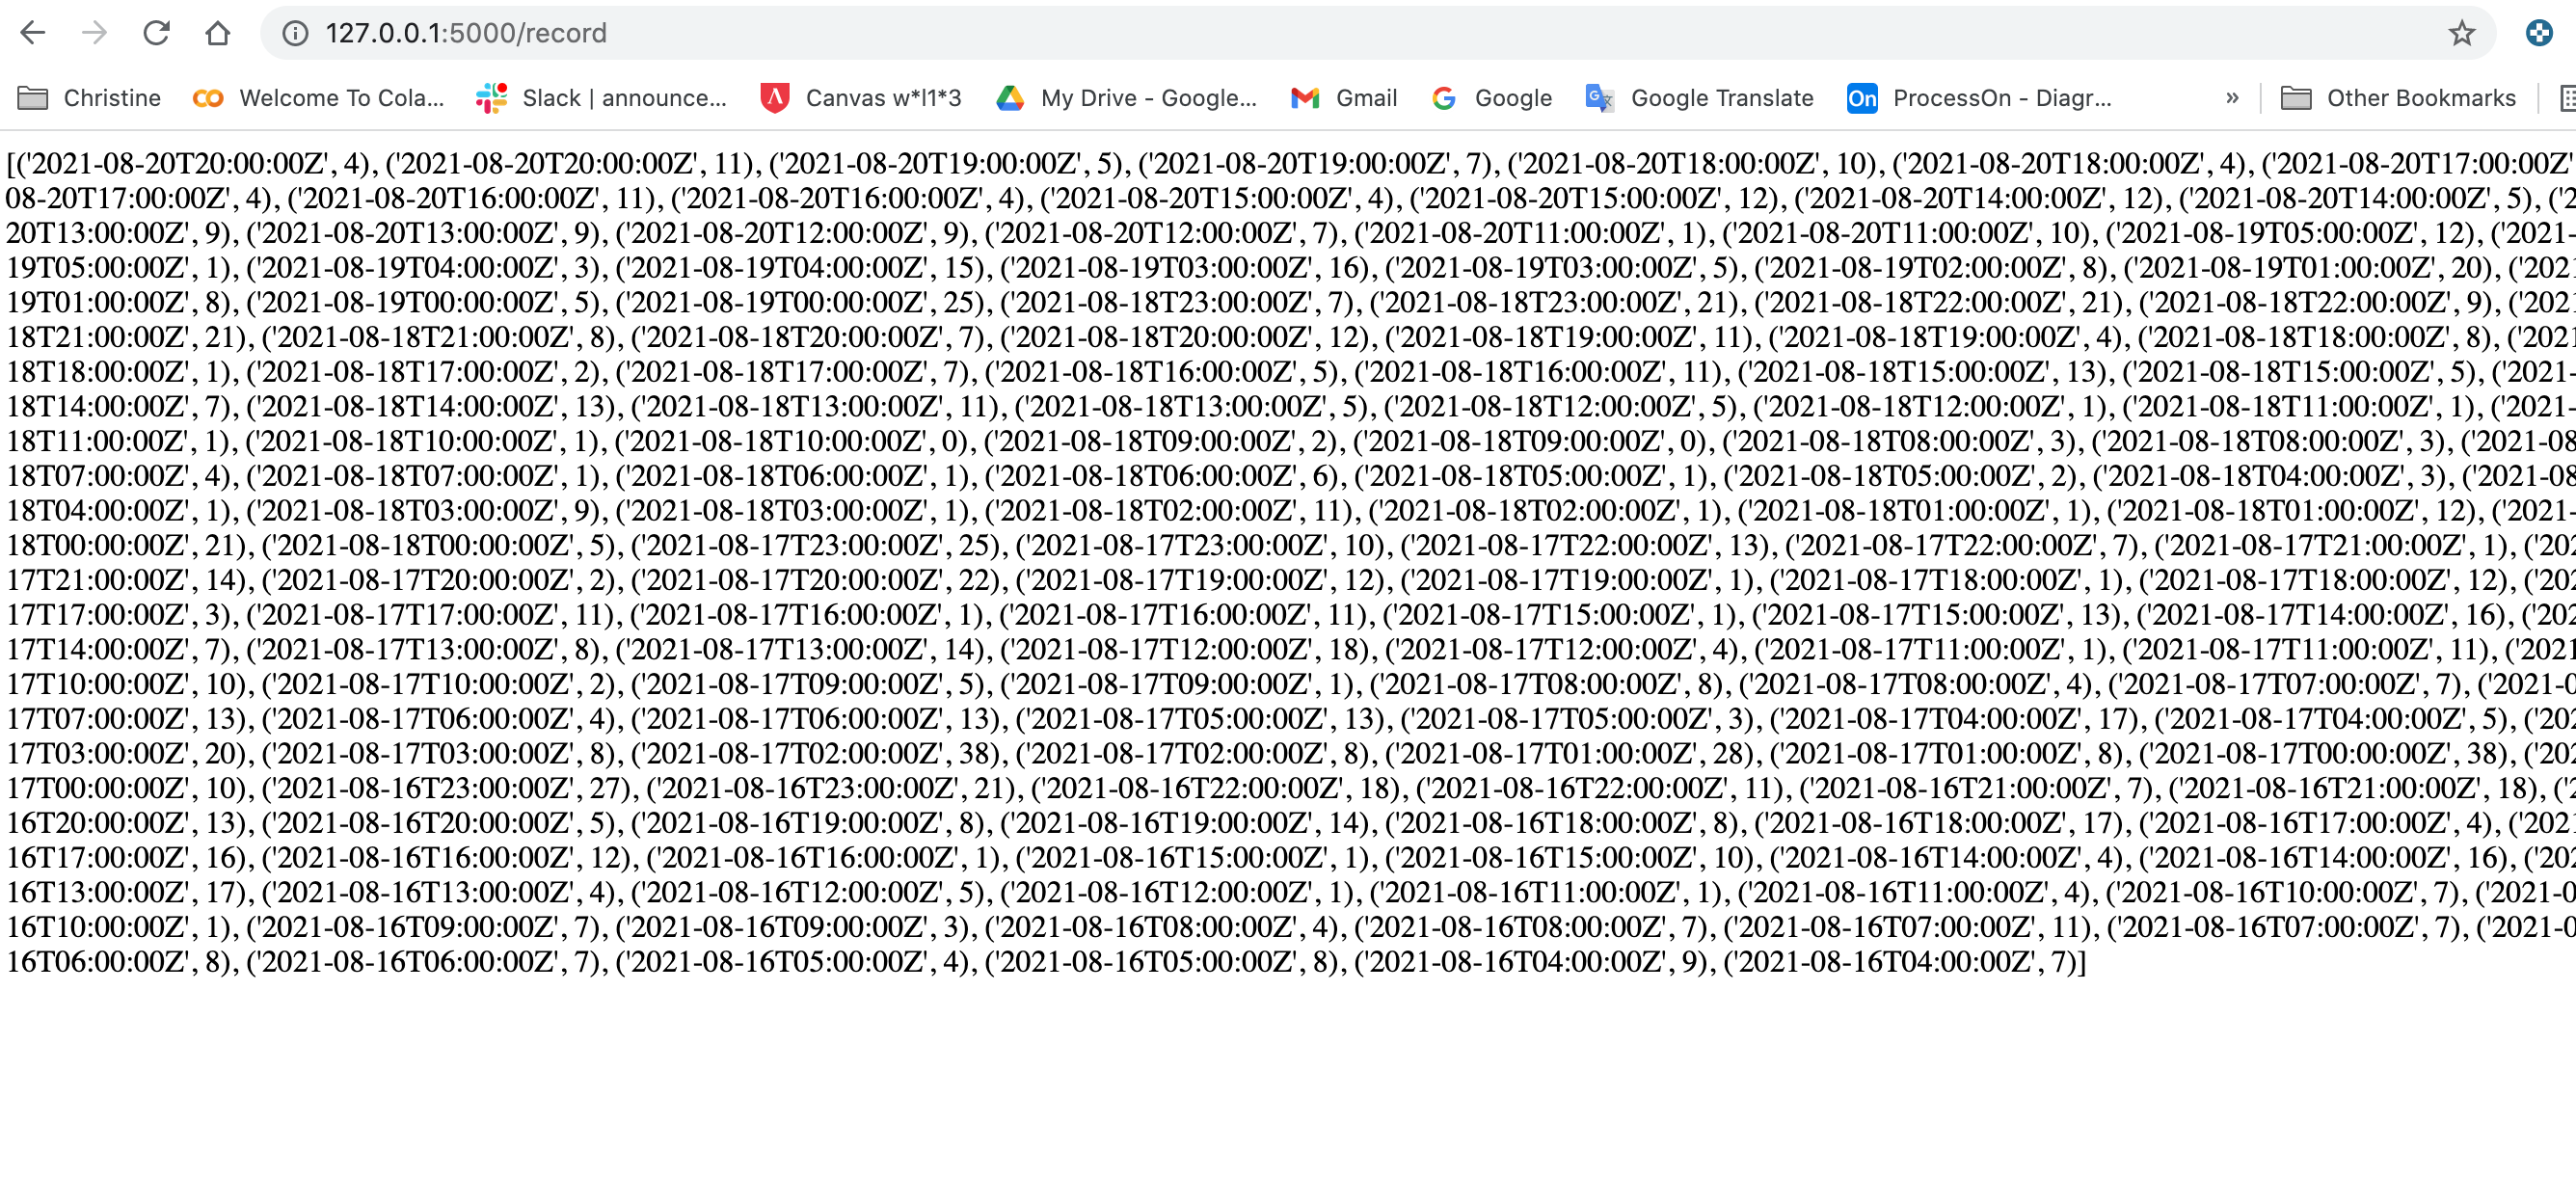 127.0.0.1:5000/record
Christine Welcome To Cola... Slack | announce... Canvas w*l1*3 My Drive - Google... Gmail Google Google Translate On ProcessOn - Diagr... » Other Bookmarks
[('2021-08-20T20:00:00Z', 4), ('2021-08-20T20:00:00Z', 11), ('2021-08-20T19:00:00Z', 5), ('2021-08-20T19:00:00Z', 7), ('2021-08-20T18:00:00Z', 10), ('2021-08-20T18:00:00Z', 4), ('2021-08-20T17:00:00Z'
08-20T17:00:00Z', 4), ('2021-08-20T16:00:00Z', 11), ('2021-08-20T16:00:00Z', 4), ('2021-08-20T15:00:00Z', 4), ('2021-08-20T15:00:00Z', 12), ('2021-08-20T14:00:00Z', 12), ('2021-08-20T14:00:00Z', 5), ('2
20T13:00:00Z', 9), ('2021-08-20T13:00:00Z', 9), ('2021-08-20T12:00:00Z', 9), ('2021-08-20T12:00:00Z', 7), ('2021-08-20T11:00:00Z', 1), ('2021-08-20T11:00:00Z', 10), ('2021-08-19T05:00:00Z', 12), ('2021-
19T05:00:00Z', 1), ('2021-08-19T04:00:00Z', 3), ('2021-08-19T04:00:00Z', 15), ('2021-08-19T03:00:00Z', 16), ('2021-08-19T03:00:00Z', 5), ('2021-08-19T02:00:00Z', 8), ('2021-08-19T01:00:00Z', 20), ('2021
19T01:00:00Z', 8), ('2021-08-19T00:00:00Z', 5), ('2021-08-19T00:00:00Z', 25), ('2021-08-18T23:00:00Z', 7), ('2021-08-18T23:00:00Z', 21), ('2021-08-18T22:00:00Z', 21), ('2021-08-18T22:00:00Z', 9), ('2021
18T21:00:00Z', 21), ('2021-08-18T21:00:00Z', 8), ('2021-08-18T20:00:00Z', 7), ('2021-08-18T20:00:00Z', 12), ('2021-08-18T19:00:00Z', 11), ('2021-08-18T19:00:00Z', 4), ('2021-08-18T18:00:00Z', 8), ('2021
18T18:00:00Z', 1), ('2021-08-18T17:00:00Z', 2), ('2021-08-18T17:00:00Z', 7), ('2021-08-18T16:00:00Z', 5), ('2021-08-18T16:00:00Z', 11), ('2021-08-18T15:00:00Z', 13), ('2021-08-18T15:00:00Z', 5), ('2021-
18T14:00:00Z', 7), ('2021-08-18T14:00:00Z', 13), ('2021-08-18T13:00:00Z', 11), ('2021-08-18T13:00:00Z', 5), ('2021-08-18T12:00:00Z', 5), ('2021-08-18T12:00:00Z', 1), ('2021-08-18T11:00:00Z', 1), ('2021-
18T11:00:00Z', 1), ('2021-08-18T10:00:00Z', 1), ('2021-08-18T10:00:00Z', 0), ('2021-08-18T09:00:00Z', 2), ('2021-08-18T09:00:00Z', 0), ('2021-08-18T08:00:00Z', 3), ('2021-08-18T08:00:00Z', 3), ('2021-08
18T07:00:00Z', 4), ('2021-08-18T07:00:00Z', 1), ('2021-08-18T06:00:00Z', 1), ('2021-08-18T06:00:00Z', 6), ('2021-08-18T05:00:00Z', 1), ('2021-08-18T05:00:00Z', 2), ('2021-08-18T04:00:00Z', 3), ('2021-08
18T04:00:00Z', 1), ('2021-08-18T03:00:00Z', 9), ('2021-08-18T03:00:00Z', 1), ('2021-08-18T02:00:00Z', 11), ('2021-08-18T02:00:00Z', 1), ('2021-08-18T01:00:00Z', 1), ('2021-08-18T01:00:00Z', 12), ('2021-
18T00:00:00Z', 21), ('2021-08-18T00:00:00Z', 5), ('2021-08-17T23:00:00Z', 25), ('2021-08-17T23:00:00Z', 10), ('2021-08-17T22:00:00Z', 13), ('2021-08-17T22:00:00Z', 7), ('2021-08-17T21:00:00Z', 1), ('202
17T21:00:00Z', 14), ('2021-08-17T20:00:00Z', 2), ('2021-08-17T20:00:00Z', 22), ('2021-08-17T19:00:00Z', 12), ('2021-08-17T19:00:00Z', 1), ('2021-08-17T18:00:00Z', 1), ('2021-08-17T18:00:00Z', 12), ('202
17T17:00:00Z', 3), ('2021-08-17T17:00:00Z', 11), ('2021-08-17T16:00:00Z', 1), ('2021-08-17T16:00:00Z', 11), ('2021-08-17T15:00:00Z', 1), ('2021-08-17T15:00:00Z', 13), ('2021-08-17T14:00:00Z', 16), ('202
17T14:00:00Z', 7), ('2021-08-17T13:00:00Z', 8), ('2021-08-17T13:00:00Z', 14), ('2021-08-17T12:00:00Z', 18), ('2021-08-17T12:00:00Z', 4), ('2021-08-17T11:00:00Z', 1), ('2021-08-17T11:00:00Z', 11), ('2021
17T10:00:00Z', 10), ('2021-08-17T10:00:00Z', 2), ('2021-08-17T09:00:00Z', 5), ('2021-08-17T09:00:00Z', 1), ('2021-08-17T08:00:00Z', 8), ('2021-08-17T08:00:00Z', 4), ('2021-08-17T07:00:00Z', 7), ('2021-0
17T07:00:00Z', 13), ('2021-08-17T06:00:00Z', 4), ('2021-08-17T06:00:00Z', 13), ('2021-08-17T05:00:00Z', 13), ('2021-08-17T05:00:00Z', 3), ('2021-08-17T04:00:00Z', 17), ('2021-08-17T04:00:00Z', 5), ('202
17T03:00:00Z', 20), ('2021-08-17T03:00:00Z', 8), ('2021-08-17T02:00:00Z', 38), ('2021-08-17T02:00:00Z', 8), ('2021-08-17T01:00:00Z', 28), ('2021-08-17T01:00:00Z', 8), ('2021-08-17T00:00:00Z', 38), ('202
17T00:00:00Z', 10), ('2021-08-16T23:00:00Z', 27), ('2021-08-16T23:00:00Z', 21), ('2021-08-16T22:00:00Z', 18), ('2021-08-16T22:00:00Z', 11), ('2021-08-16T21:00:00Z', 7), ('2021-08-16T21:00:00Z', 18), ('2
16T20:00:00Z', 13), ('2021-08-16T20:00:00Z', 5), ('2021-08-16T19:00:00Z', 8), ('2021-08-16T19:00:00Z', 14), ('2021-08-16T18:00:00Z', 8), ('2021-08-16T18:00:00Z', 17), ('2021-08-16T17:00:00Z', 4), ('2021
16T17:00:00Z', 16), ('2021-08-16T16:00:00Z', 12), ('2021-08-16T16:00:00Z', 1), ('2021-08-16T15:00:00Z', 1), ('2021-08-16T15:00:00Z', 10), ('2021-08-16T14:00:00Z', 4), ('2021-08-16T14:00:00Z', 16), ('202
16T13:00:00Z', 17), ('2021-08-16T13:00:00Z', 4), ('2021-08-16T12:00:00Z', 5), ('2021-08-16T12:00:00Z', 1), ('2021-08-16T11:00:00Z', 1), ('2021-08-16T11:00:00Z', 4), ('2021-08-16T10:00:00Z', 7), ('2021-0
16T10:00:00Z', 1), ('2021-08-16T09:00:00Z', 7), ('2021-08-16T09:00:00Z', 3), ('2021-08-16T08:00:00Z', 4), ('2021-08-16T08:00:00Z', 7), ('2021-08-16T07:00:00Z', 11), ('2021-08-16T07:00:00Z', 7), ('2021-0
16T06:00:00Z', 8), ('2021-08-16T06:00:00Z', 7), ('2021-08-16T05:00:00Z', 4), ('2021-08-16T05:00:00Z', 8), ('2021-08-16T04:00:00Z', 9), ('2021-08-16T04:00:00Z', 7)]